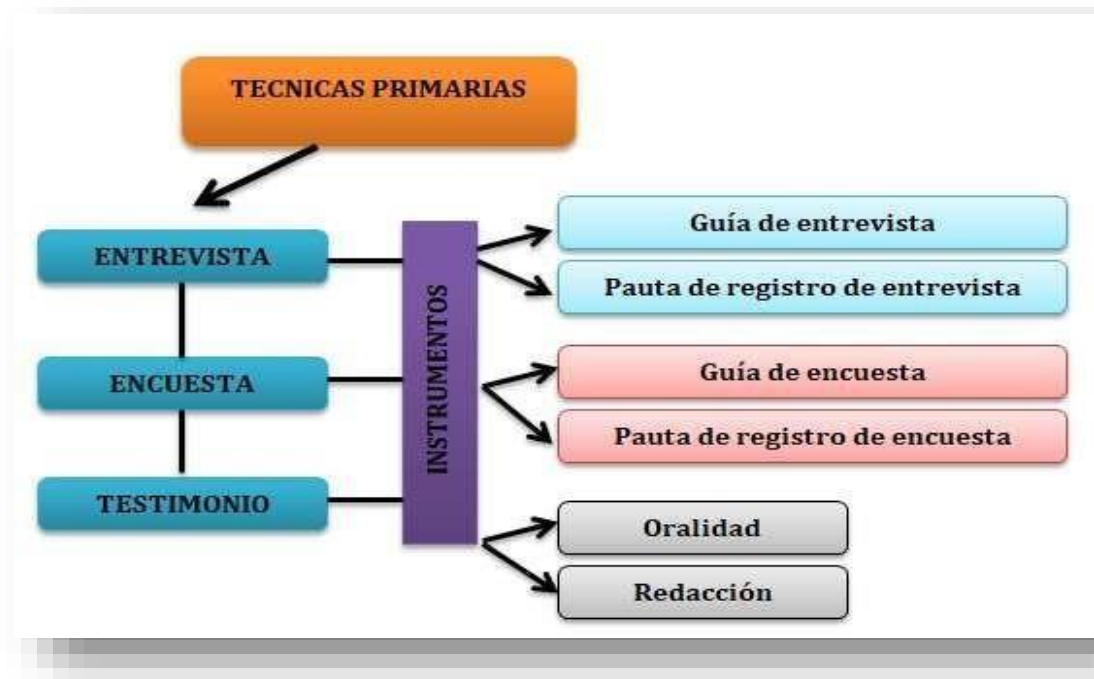 TECNICAS PRIMARIAS
ENTREVISTA
ENCUESTA
TESTIMONIO
INSTRUMENTOS
Guía de entrevista
Pauta de registro de entrevista
Guía de encuesta
Pauta de registro de encuesta
Oralidad
Redacción